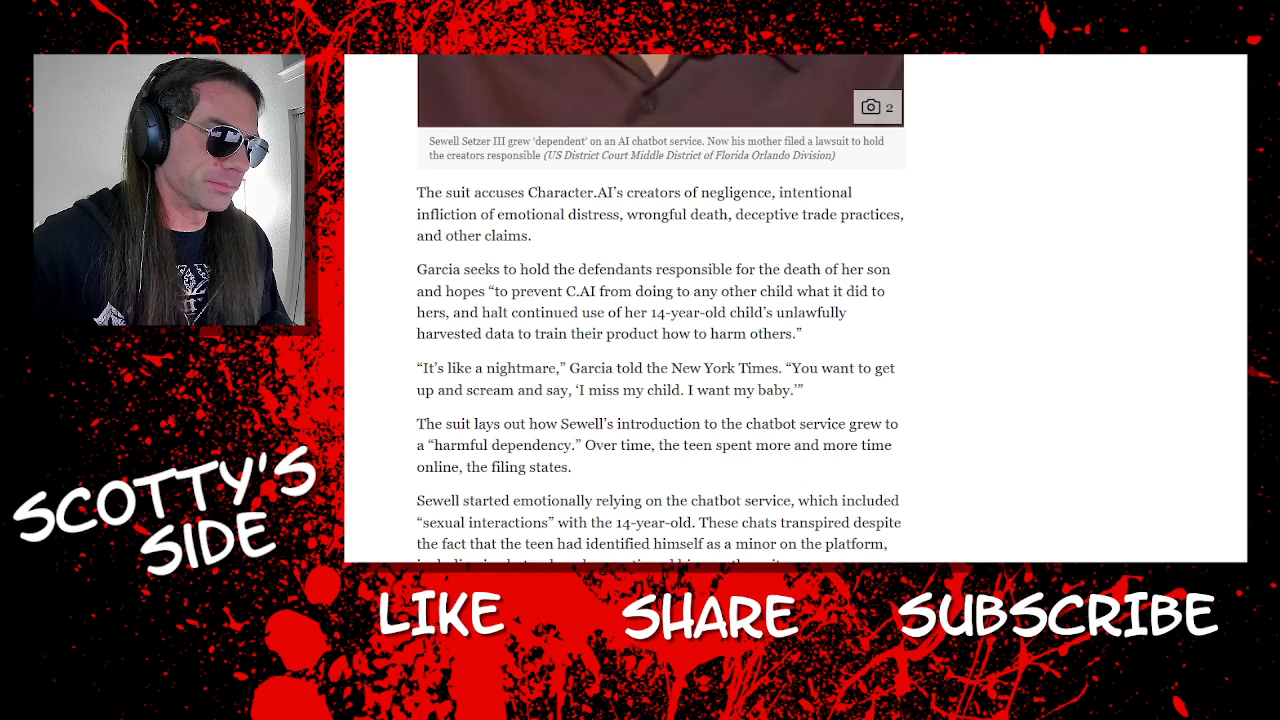 2
Sewell Setzer III grew ‘dependent’ on an AI chatbot service. Now his mother filed a lawsuit to hold
the creators responsible (US District Court Middle District of Florida Orlando Division)
The suit accuses Character.AI’s creators of negligence, intentional
infliction of emotional distress, wrongful death, deceptive trade practices,
and other claims.
Garcia seeks to hold the defendants responsible for the death of her son
and hopes “to prevent C.AI from doing to any other child what it did to
hers, and halt continued use of her 14-year-old child’s unlawfully
harvested data to train their product how to harm others.”
“It’s like a nightmare,” Garcia told the New York Times. “You want to get
up and scream and say, ‘I miss my child. I want my baby.’”
The suit lays out how Sewell’s introduction to the chatbot service grew to
a “harmful dependency.” Over time, the teen spent more and more time
online, the filing states.
Sewell started emotionally relying on the chatbot service, which included
“sexual interactions” with the 14-year-old. These chats transpired despite
the fact that the teen had identified himself as a minor on the platform,
SCOTTY'S
SIDE
LIKE
SHARE
SUBSCRIBE